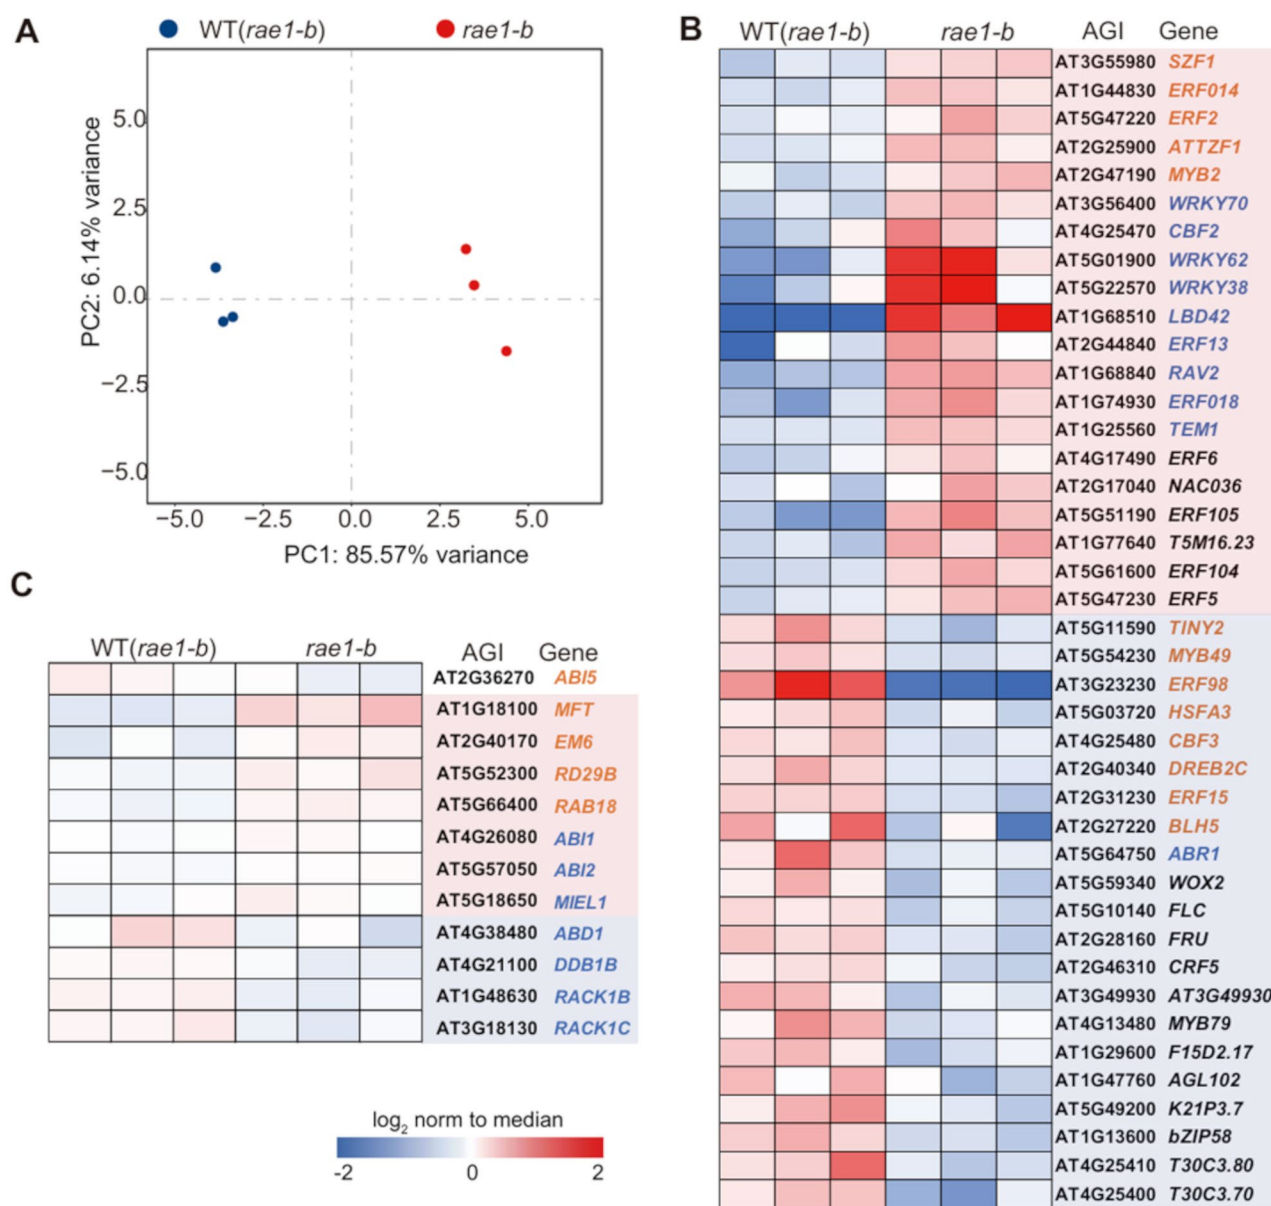 A
WT(rae1-b) rae1-b
PC2: 6.14% variance
5.0
2.5
0.0
−2.5
−5.0
−5.0 −2.5 0.0 2.5 5.0
PC1: 85.57% variance
B
WT(rae1-b) rae1-b AGI Gene
AT3G55980 SZF1
AT1G44830 ERF014
AT5G47220 ERF2
AT2G25900 ATTZF1
AT2G47190 MYB2
AT3G56400 WRKY70
AT4G25470 CBF2
AT5G01900 WRKY62
AT5G22570 WRKY38
AT1G68510 LBD42
AT2G44840 ERF13
AT1G68840 RAV2
AT1G74930 ERF018
AT1G25560 TEM1
AT4G17490 ERF6
AT2G17040 NAC036
AT5G51190 ERF105
AT1G77640 T5M16.23
AT5G61600 ERF104
AT5G47230 ERF5
AT5G11590 TINY2
AT5G54230 MYB49
AT3G23230 ERF98
AT5G03720 HSFA3
AT4G25480 CBF3
AT2G40340 DREB2C
AT2G31230 ERF15
AT2G27220 BLH5
AT5G64750 ABR1
AT5G59340 WOX2
AT5G10140 FLC
AT2G28160 FRU
AT2G46310 CRF5
AT3G49930 AT3G49930
AT4G13480 MYB79
AT1G29600 F15D2.17
AT1G47760 AGL102
AT5G49200 K21P3.7
AT1G13600 bZIP58
AT4G25410 T30C3.80
AT4G25400 T30C3.70
C
WT(rae1-b) rae1-b AGI Gene
AT2G36270 ABI5
AT1G18100 MFT
AT2G40170 EM6
AT5G52300 RD29B
AT5G66400 RAB18
AT4G26080 ABI1
AT5G57050 ABI2
AT5G18650 MIEL1
AT4G38480 ABD1
AT4G21100 DDB1B
AT1G48630 RACK1B
AT3G18130 RACK1C
log2 norm to median
-2 0 2